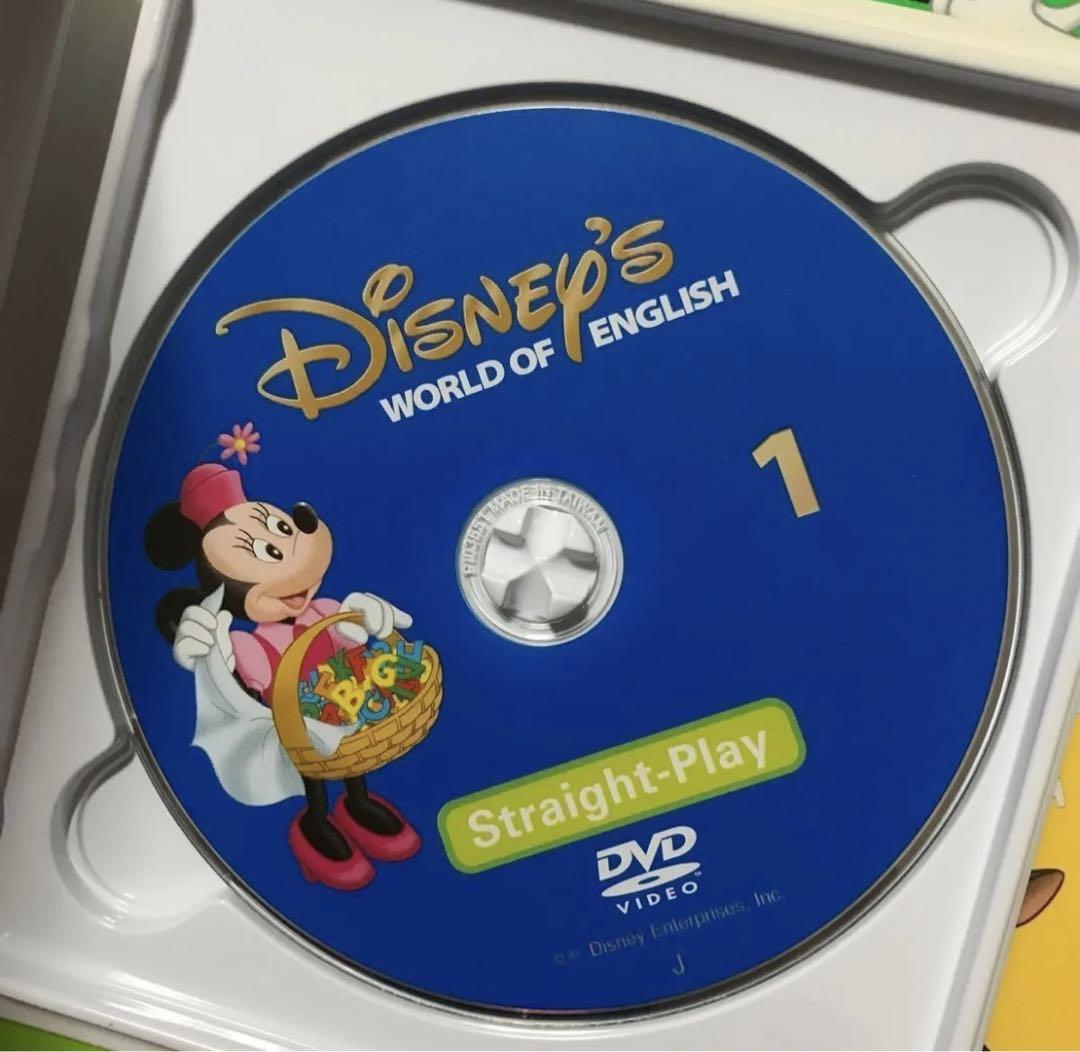 DISNEY'S
WORLD OF ENGLISH
1
MADE IN TAIWAN
Straight-Play
DVD
VIDEO
©℗ Disney Enterprises, Inc.
J